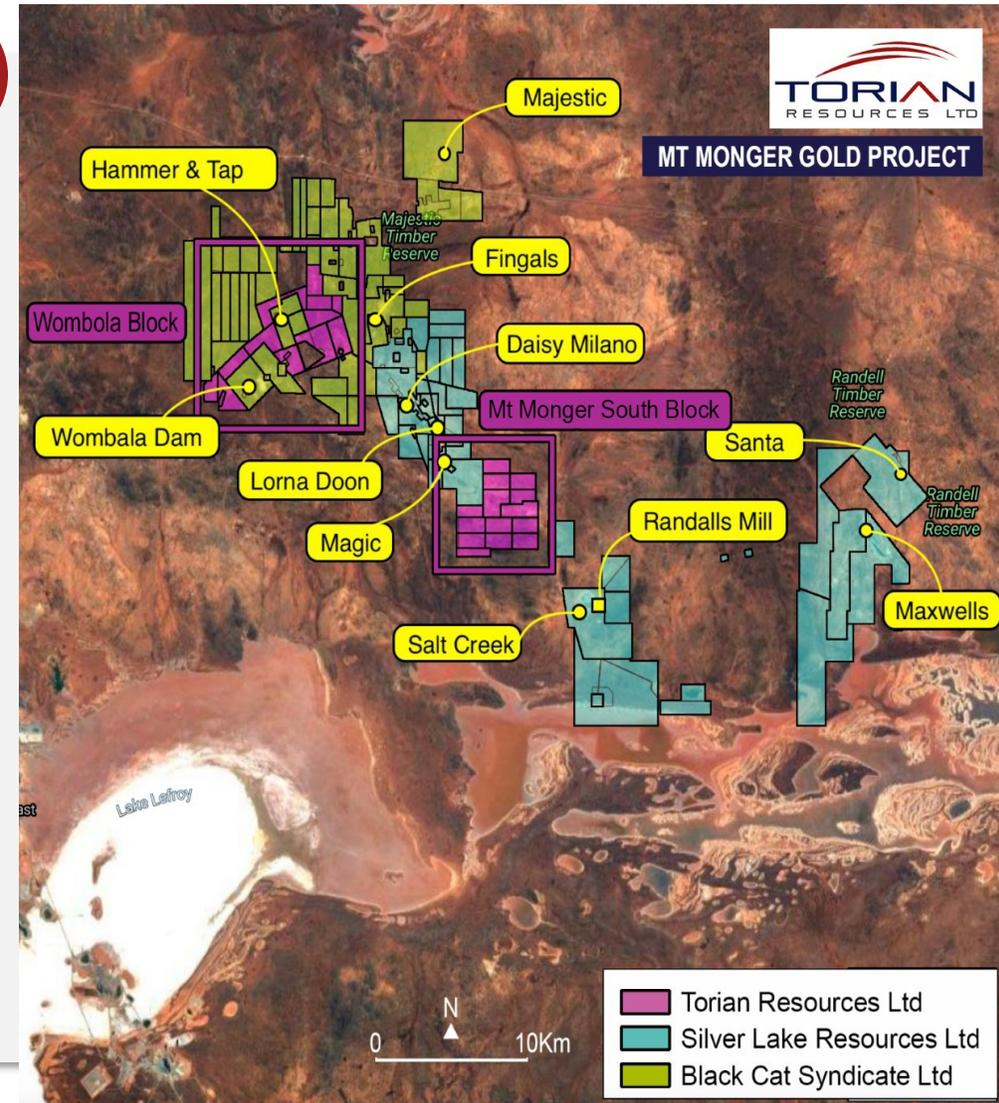 TORIAN
RESOURCES LTD
MT MONGER GOLD PROJECT
Majestic
Hammer & Tap
Majestic
Timber
Reserve
Fingals
Wombola Block
Daisy Milano
Randell
Timber
Reserve
Mt Monger South Block
Wombala Dam
Santa
Lorna Doon
Randell
Timber
Reserve
Randalls Mill
Magic
Maxwells
Salt Creek
Lake Lefroy
ast
N
0 10Km
Torian Resources Ltd
Silver Lake Resources Ltd
Black Cat Syndicate Ltd